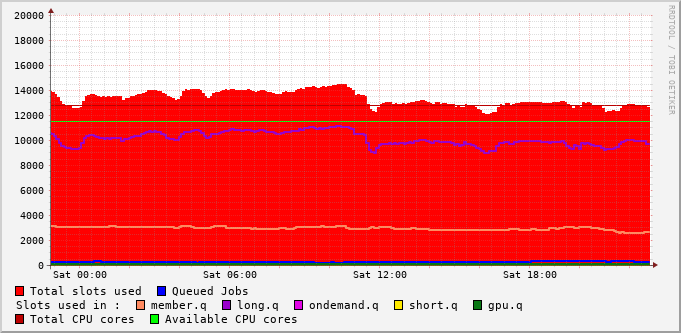 RRDTOOL / TOBI OETIKER
20000
18000
16000
14000
12000
10000
8000
6000
4000
2000
0
Sat 00:00 Sat 06:00 Sat 12:00 Sat 18:00
Total slots used Queued Jobs
Slots used in : member.q long.q ondemand.q short.q gpu.q
Total CPU cores Available CPU cores